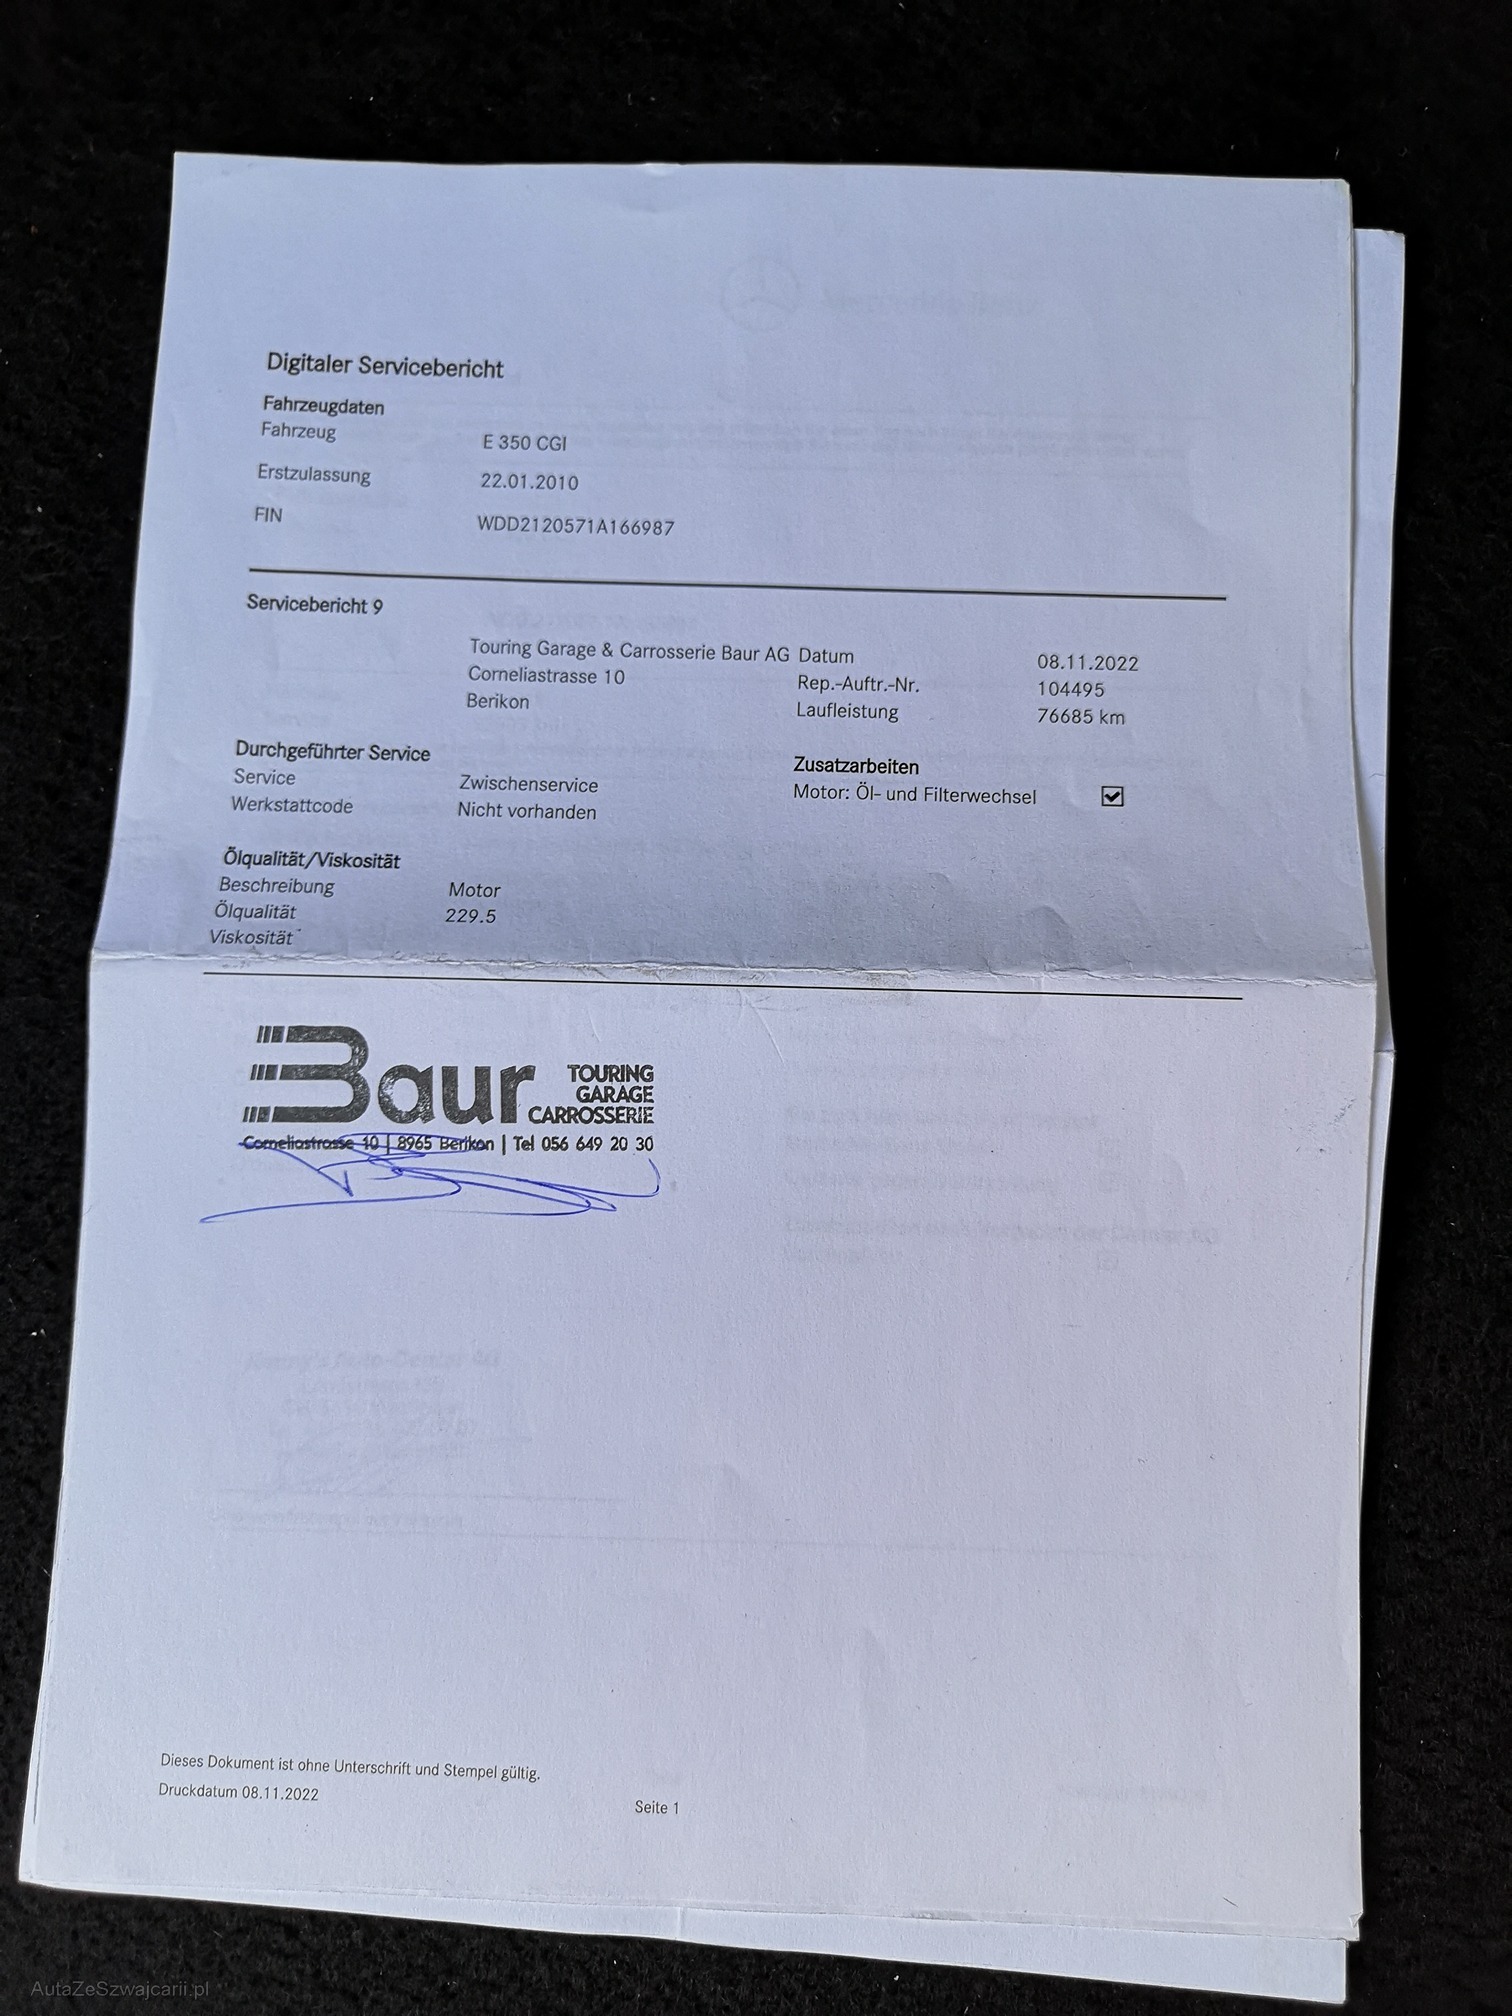 Digitaler Servicebericht
Fahrzeugdaten
Fahrzeug E 350 CGI
Erstzulassung 22.01.2010
FIN WDD2120571A166987
Servicebericht 9
Touring Garage & Carrosserie Baur AG Datum 08.11.2022
Corneliastrasse 10 Rep.-Auftr.-Nr. 104495
Berikon Laufleistung 76685 km
Durchgeführter Service Zusatzarbeiten
Service Zwischenservice Motor: Öl- und Filterwechsel
Werkstattcode Nicht vorhanden
Ölqualität/Viskosität
Beschreibung Motor
Ölqualität 229.5
Viskosität
Baur TOURING
GARAGE
CARROSSERIE
Corneliastrasse 10 | 8965 Berikon | Tel 056 649 20 30
Dieses Dokument ist ohne Unterschrift und Stempel gültig.
Druckdatum 08.11.2022
Seite 1
AutaZeSzwajcarii.pl